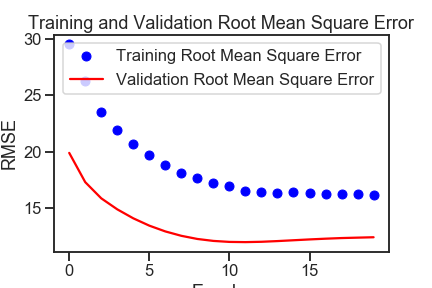 Training and Validation Root Mean Square Error
30
Training Root Mean Square Error
Validation Root Mean Square Error
25
20
15
RMSE
0 5 10 15